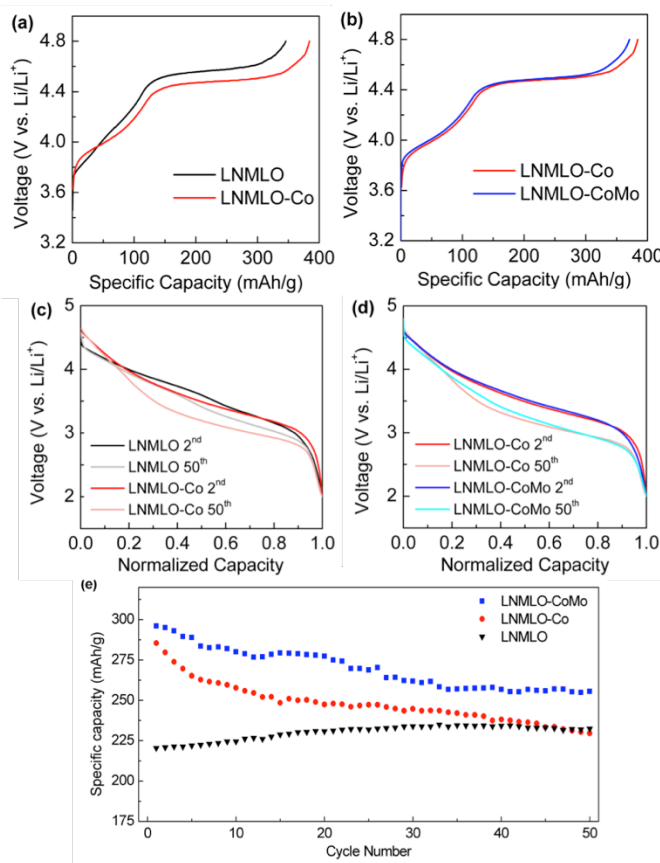 (a)
4.8
4.4
4.0
3.6
3.2
Voltage (V vs. Li/Li⁺)
LNMLO
LNMLO-Co
0 100 200 300 400
Specific Capacity (mAh/g)
(b)
4.8
4.4
4.0
3.6
3.2
Voltage (V vs. Li/Li⁺)
LNMLO-Co
LNMLO-CoMo
0 100 200 300 400
Specific Capacity (mAh/g)
(c)
5
4
3
2
Voltage (V vs. Li/Li⁺)
LNMLO 2nd
LNMLO 50th
LNMLO-Co 2nd
LNMLO-Co 50th
0.0 0.2 0.4 0.6 0.8 1.0
Normalized Capacity
(d)
5
4
3
2
Voltage (V vs. Li/Li⁺)
LNMLO-Co 2nd
LNMLO-Co 50th
LNMLO-CoMo 2nd
LNMLO-CoMo 50th
0.0 0.2 0.4 0.6 0.8 1.0
Normalized Capacity
(e)
300
275
250
225
200
175
Specific capacity (mAh/g)
LNMLO-CoMo
LNMLO-Co
LNMLO
0 10 20 30 40 50
Cycle Number